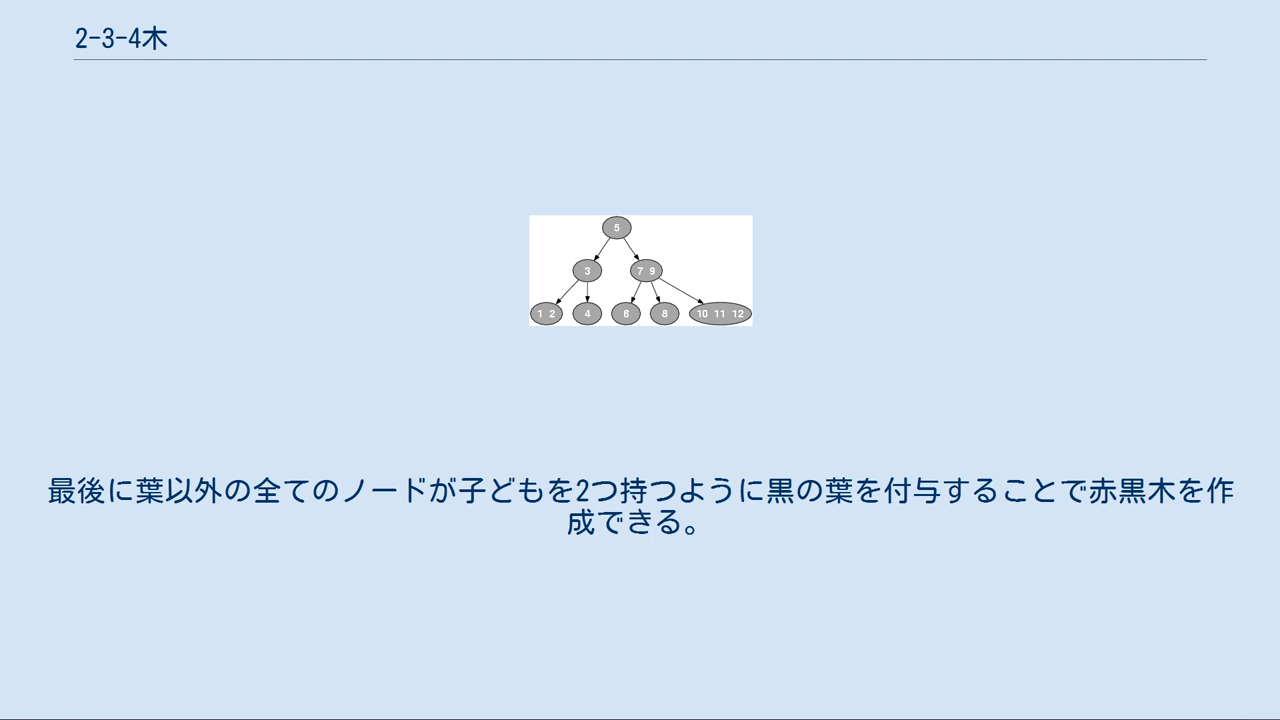 2-3-4木
5
3
7 9
1 2
4
6
8
10 11 12
最後に葉以外の全てのノードが子どもを2つ持つように黒の葉を付与することで赤黒木を作
成できる。